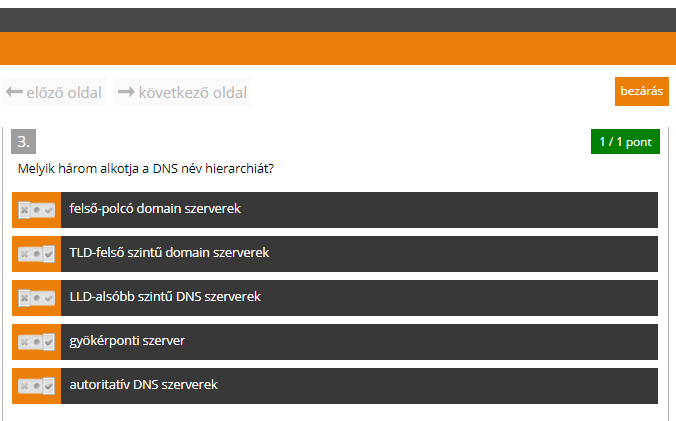 előző oldal
következő oldal
bezárás
3.
1 / 1 pont
Melyik három alkotja a DNS név hierarchiát?
felső-polcó domain szerverek
TLD-felső szintű domain szerverek
LLD-alsóbb szintű DNS szerverek
gyökérponti szerver
autoritatív DNS szerverek